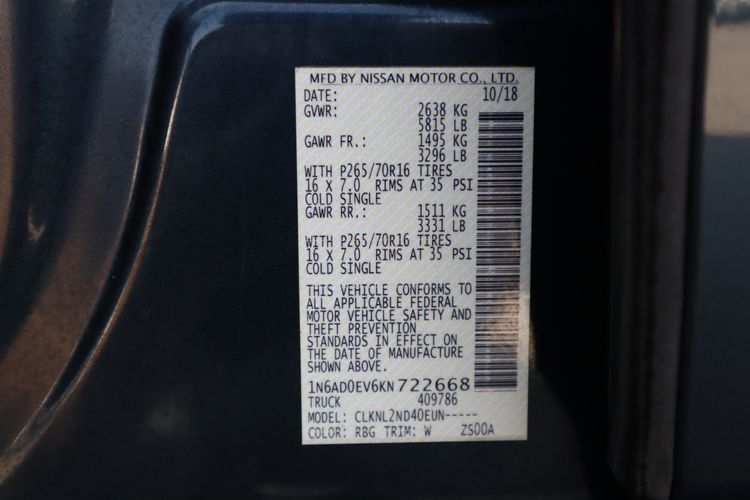 MFD BY NISSAN MOTOR CO., LTD.
DATE: 10/18
GVWR: 2638 KG
5815 LB
GAWR FR.: 1495 KG
3296 LB
WITH P265/70R16 TIRES
16 X 7.0 RIMS AT 35 PSI
COLD SINGLE
GAWR RR.: 1511 KG
3331 LB
WITH P265/70R16 TIRES
16 X 7.0 RIMS AT 35 PSI
COLD SINGLE
THIS VEHICLE CONFORMS TO
ALL APPLICABLE FEDERAL
MOTOR VEHICLE SAFETY AND
THEFT PREVENTION
STANDARDS IN EFFECT ON
THE DATE OF MANUFACTURE
SHOWN ABOVE.
1N6AD0EV6KN722668
TRUCK 409786
MODEL: CLKNL2ND40EUN-----
COLOR: RBG TRIM: W ZS00A